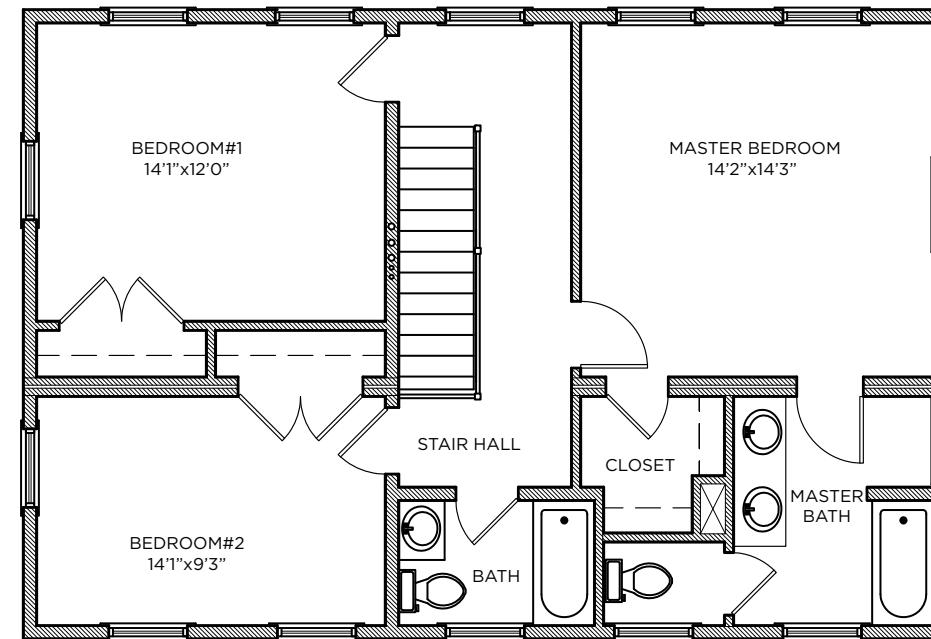 BEDROOM#1
14’1”x12’0”
MASTER BEDROOM
14’2”x14’3”
STAIR HALL
CLOSET
MASTER
BATH
BEDROOM#2
14’1”x9’3”
BATH